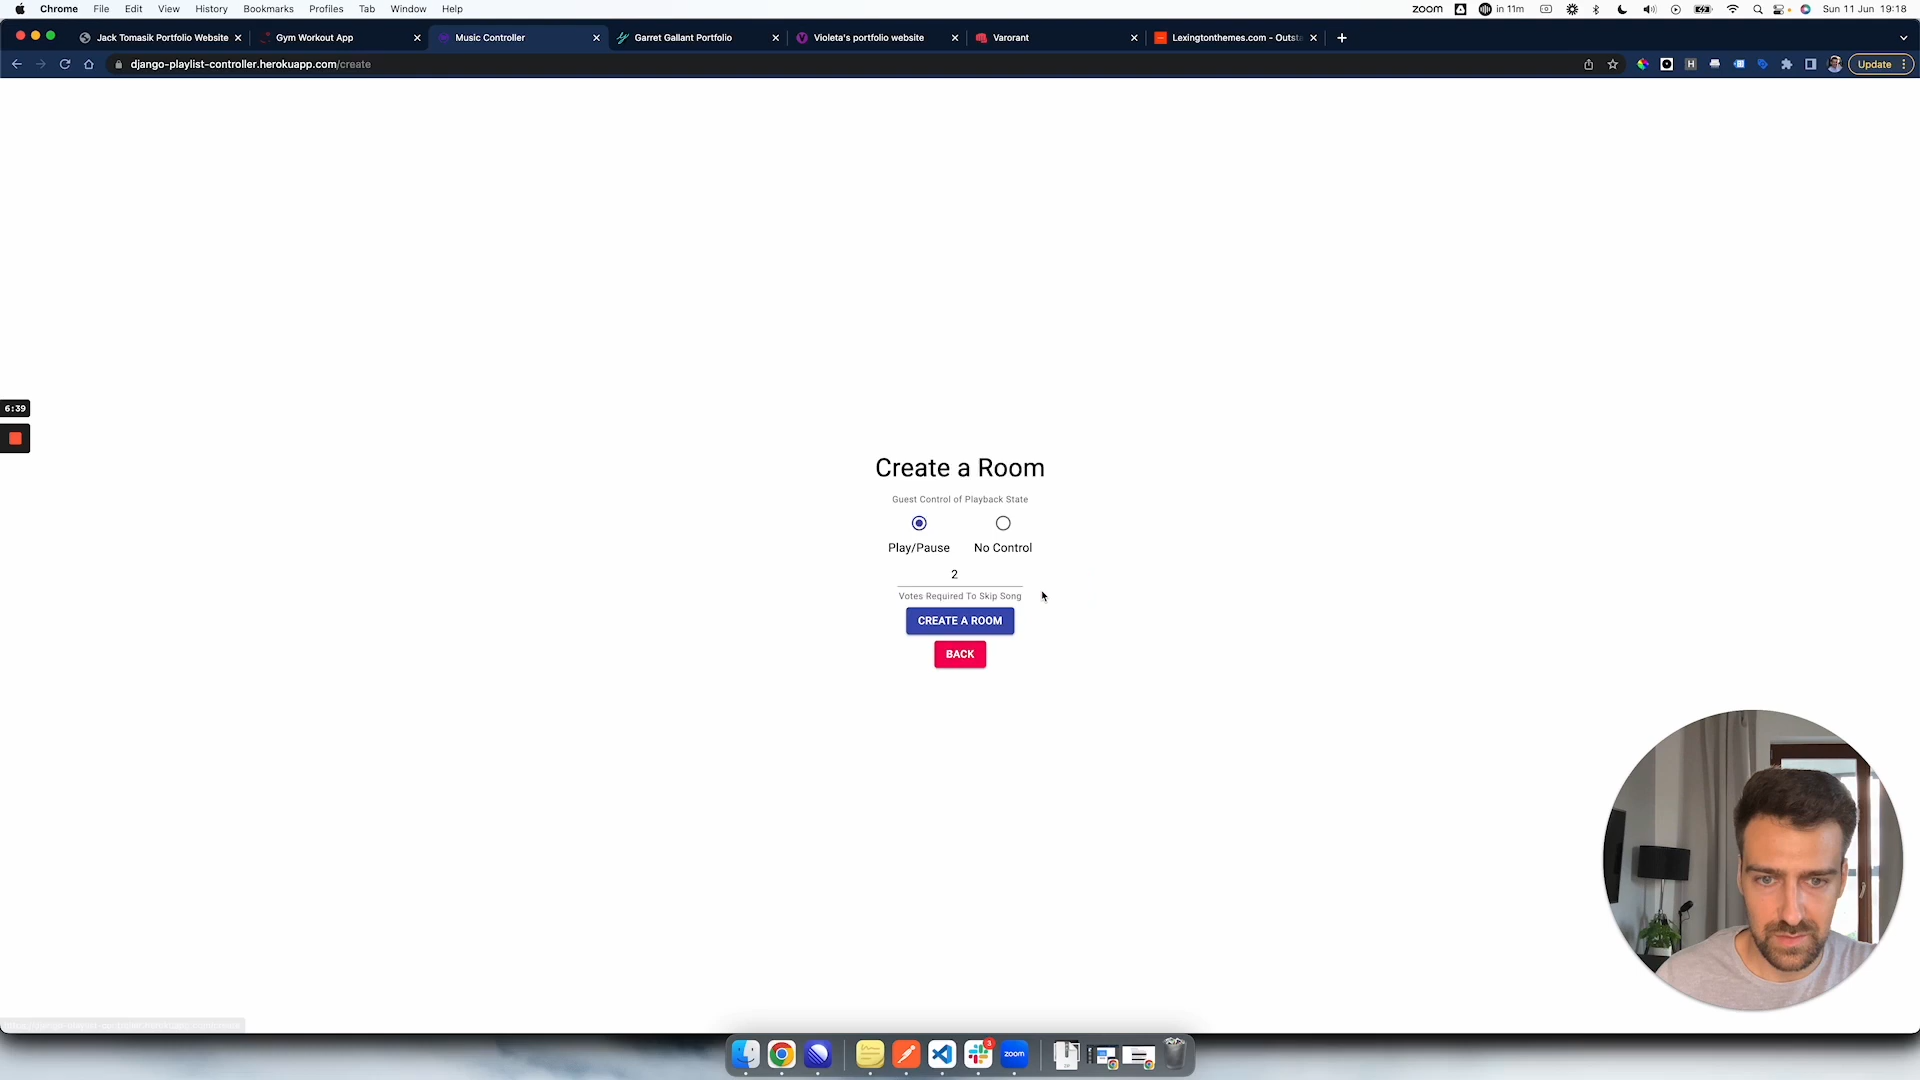 Chrome File Edit View History Bookmarks Profiles Tab Window Help
zoom in 11m Sun 11 Jun 19:18
Jack Tomasik Portfolio Website
Gym Workout App
Music Controller
Garret Gallant Portfolio
Violeta's portfolio website
Varorant
Lexingtonthemes.com - Outsta
django-playlist-controller.herokuapp.com/create
H
Update
6:39
Create a Room
Guest Control of Playback State
Play/Pause No Control
2
Votes Required To Skip Song
CREATE A ROOM
BACK
3
zoom